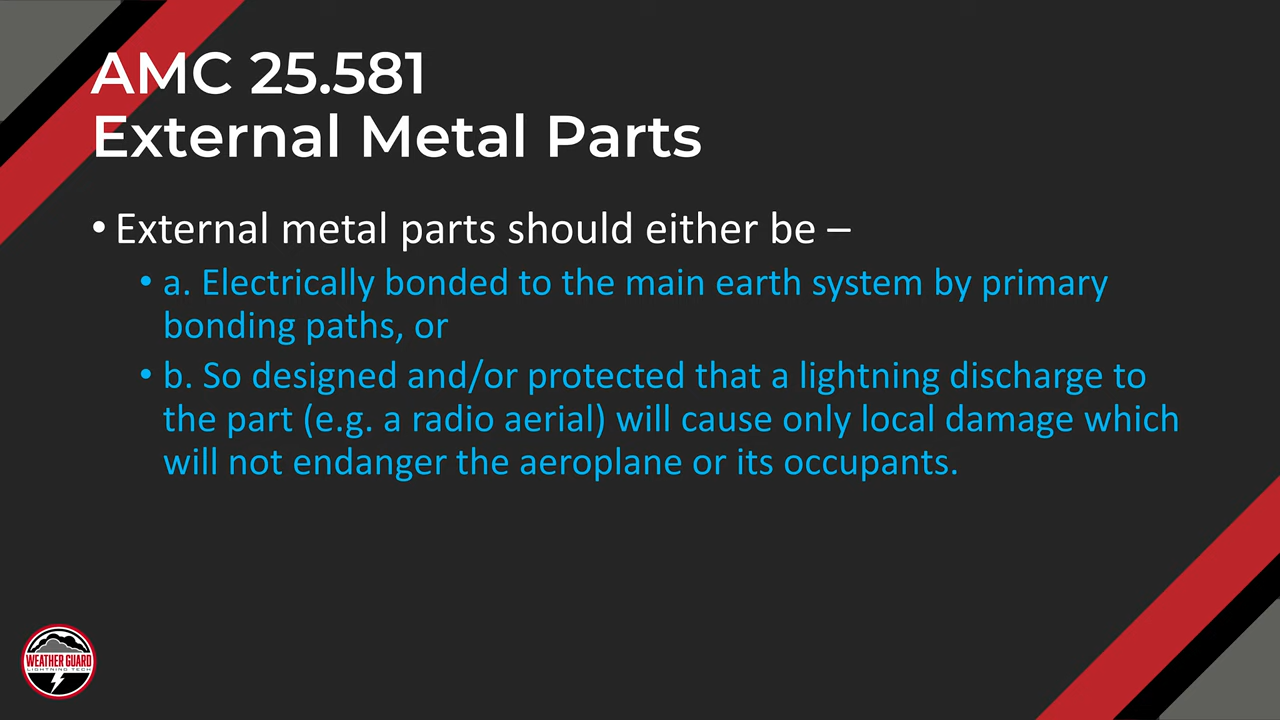 AMC 25.581
External Metal Parts
• External metal parts should either be –
• a. Electrically bonded to the main earth system by primary
bonding paths, or
• b. So designed and/or protected that a lightning discharge to
the part (e.g. a radio aerial) will cause only local damage which
will not endanger the aeroplane or its occupants.
WEATHER GUARD
LIGHTNING TECH